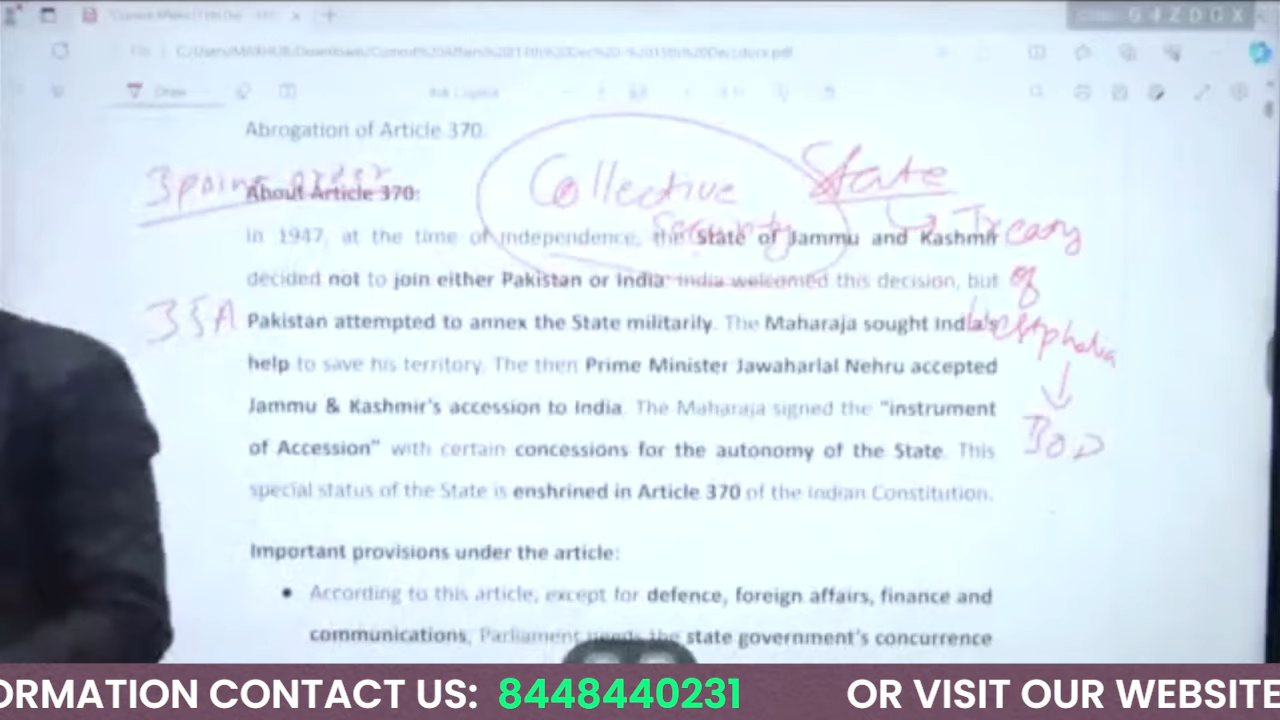 Abrogation of Article 370
3 point order
About Article 370:
Collective
Security
State
Treaty
of
Westphalia
BOD
35A
In 1947, at the time of independence, the State of Jammu and Kashmir
decided not to join either Pakistan or India. India welcomed this decision, but
Pakistan attempted to annex the State militarily. The Maharaja sought India's
help to save his territory. The then Prime Minister Jawaharlal Nehru accepted
Jammu & Kashmir's accession to India. The Maharaja signed the "instrument
of Accession" with certain concessions for the autonomy of the State. This
special status of the State is enshrined in Article 370 of the Indian Constitution.
Important provisions under the article:
• According to this article, except for defence, foreign affairs, finance and
communications, Parliament needs the state government's concurrence
ORMATION CONTACT US: 8448440231 OR VISIT OUR WEBSITE